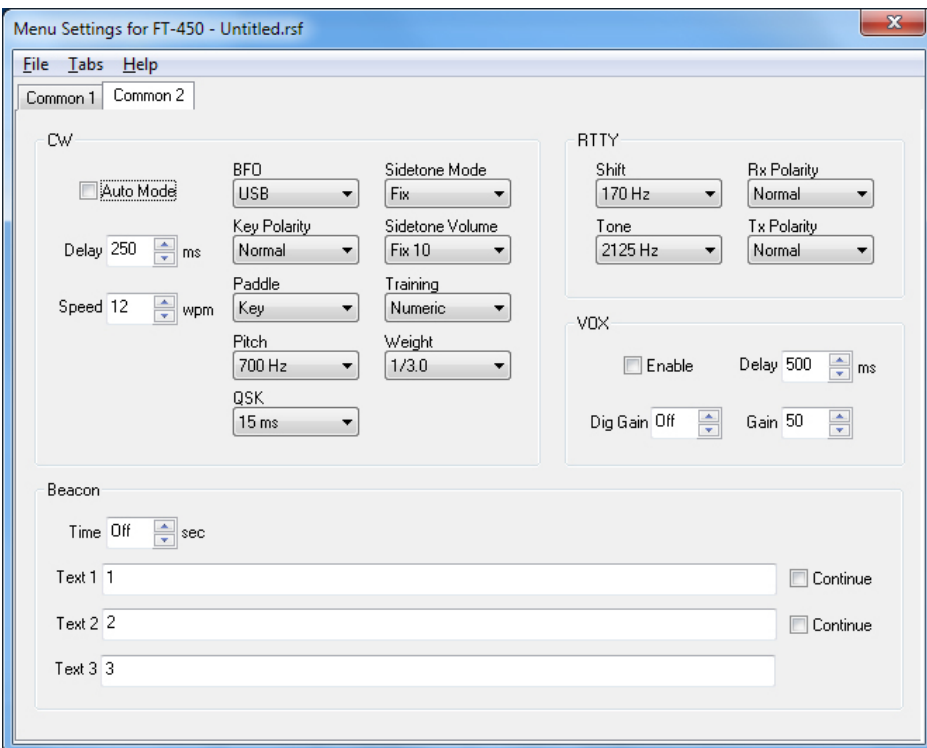 Menu Settings for FT-450 - Untitled.rsf
File Tabs Help
Common 1 Common 2
CW
Auto Mode
Delay 250 ms
Speed 12 wpm
BFO
USB
Key Polarity
Normal
Paddle
Key
Pitch
700 Hz
QSK
15 ms
Sidetone Mode
Fix
Sidetone Volume
Fix 10
Training
Numeric
Weight
1/3.0
RTTY
Shift
170 Hz
Tone
2125 Hz
Rx Polarity
Normal
Tx Polarity
Normal
VOX
Enable
Delay 500 ms
Dig Gain Off
Gain 50
Beacon
Time Off sec
Text 1 1
Continue
Text 2 2
Continue
Text 3 3